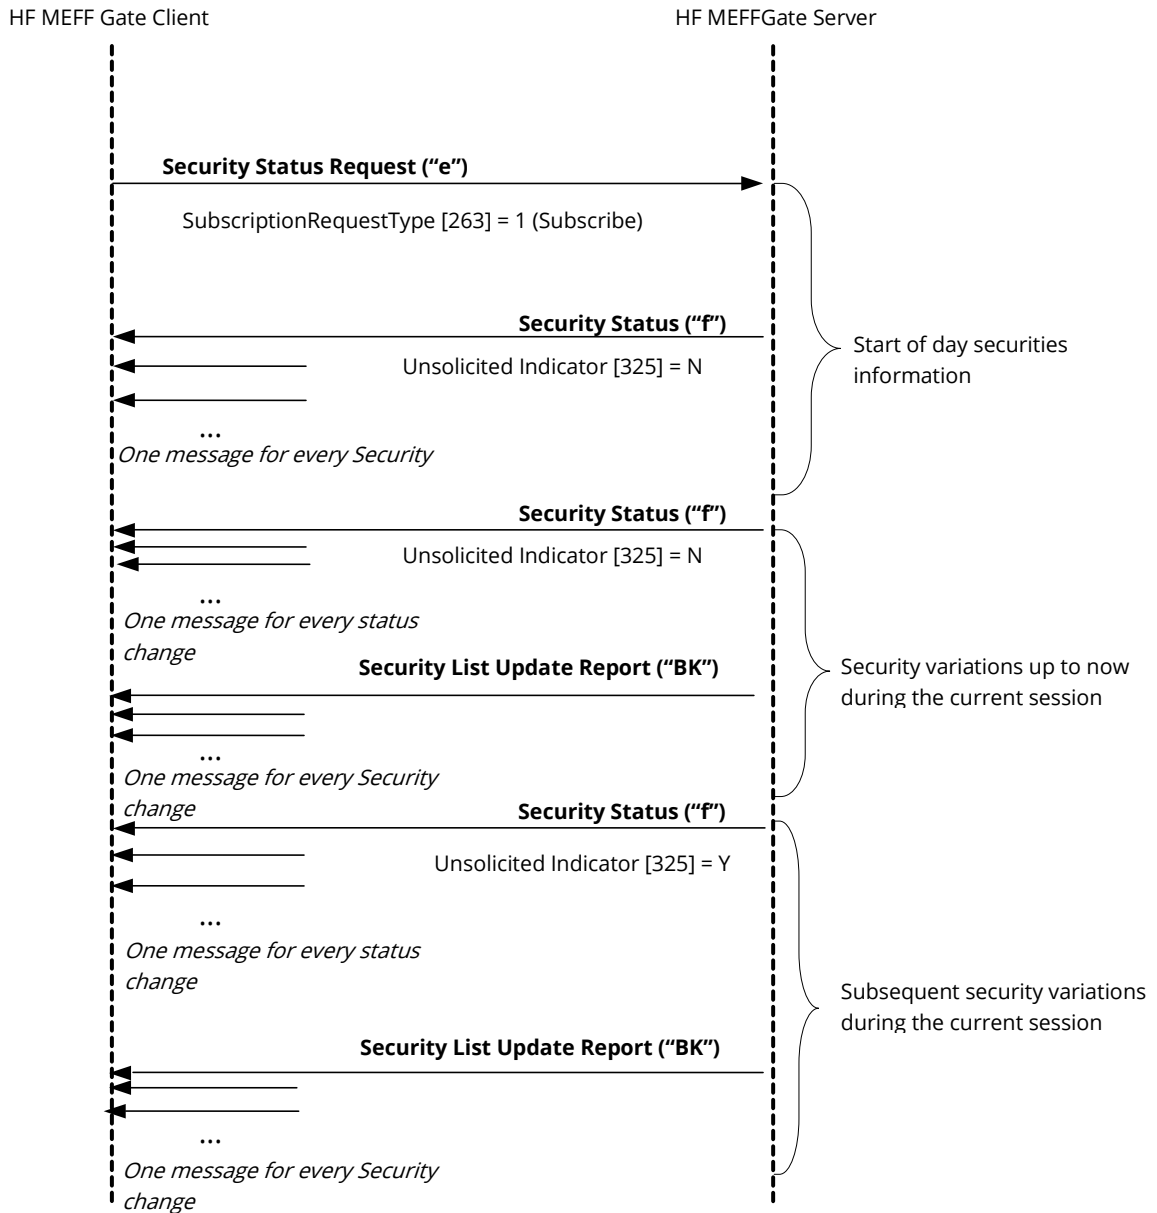 HF MEFF Gate Client
HF MEFFGate Server
Security Status Request (“e”)
SubscriptionRequestType [263] = 1 (Subscribe)
Security Status (“f”)
Unsolicited Indicator [325] = N
Start of day securities
information
...
One message for every Security
Security Status (“f”)
Unsolicited Indicator [325] = N
...
One message for every status
change
Security List Update Report (“BK”)
Security variations up to now
during the current session
...
One message for every Security
change
Security Status (“f”)
Unsolicited Indicator [325] = Y
...
One message for every status
change
Subsequent security variations
during the current session
Security List Update Report (“BK”)
...
One message for every Security
change